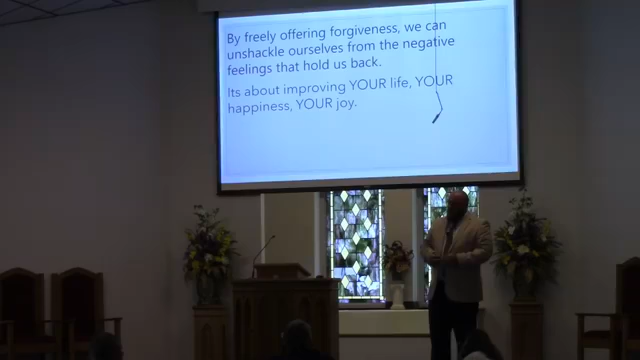 By freely offering forgiveness, we can
unshackle ourselves from the negative
feelings that hold us back.
Its about improving YOUR life, YOUR
happiness, YOUR joy.